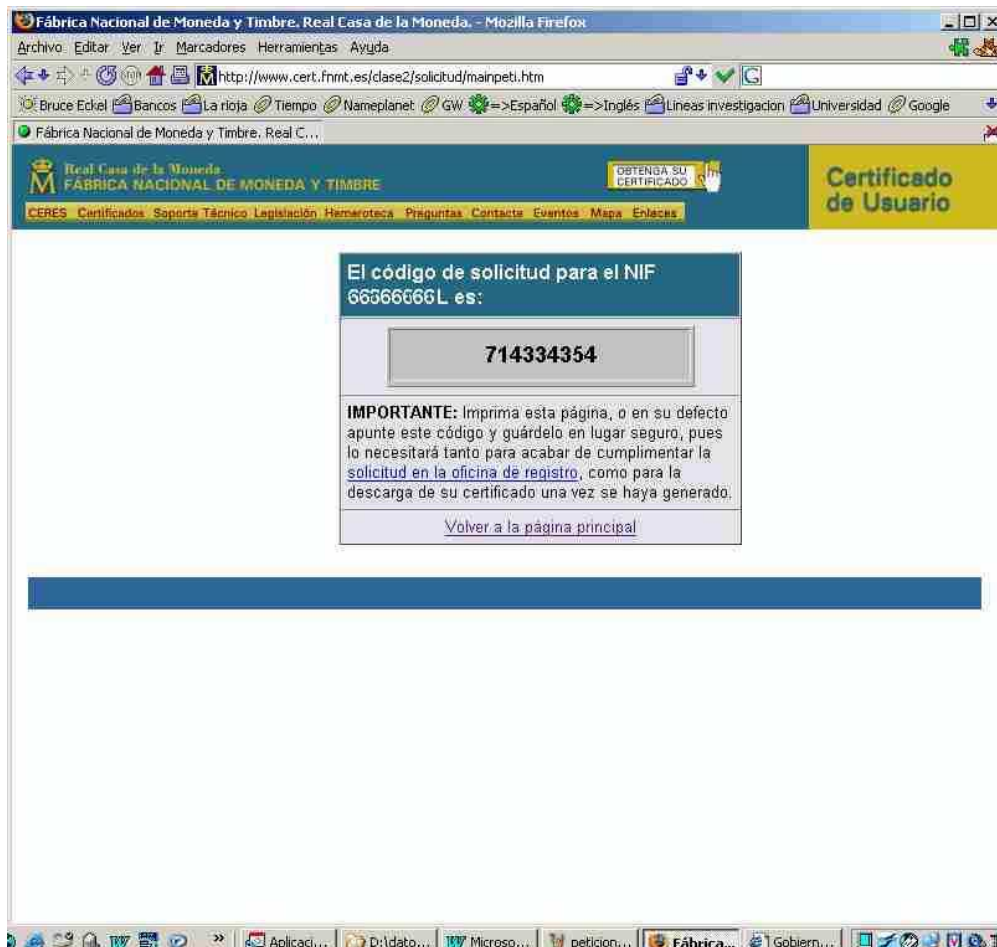 Fábrica Nacional de Moneda y Timbre. Real Casa de la Moneda. - Mozilla Firefox
Archivo Editar Ver Ir Marcadores Herramientas Ayuda
http://www.cert.fnmt.es/clase2/solicitud/mainpeti.htm
Bruce Eckel Bancos La rioja Tiempo Nameplanet GW =>Español =>Inglés Lineas investigacion Universidad Google
Fábrica Nacional de Moneda y Timbre. Real C...
Real Casa de la Moneda
FÁBRICA NACIONAL DE MONEDA Y TIMBRE
OBTENGA SU
CERTIFICADO
Certificado
de Usuario
CERES Certificados Soporte Técnico Legislación Hemeroteca Preguntas Contacta Eventos Mapa Enlaces
El código de solicitud para el NIF
66666666L es:
714334354
IMPORTANTE: Imprima esta página, o en su defecto
apunte este código y guárdelo en lugar seguro, pues
lo necesitará tanto para acabar de cumplimentar la
solicitud en la oficina de registro, como para la
descarga de su certificado una vez se haya generado.
Volver a la página principal
» Aplicaci... D:\dato... Microso... peticion... Fábrica... Gobiern...